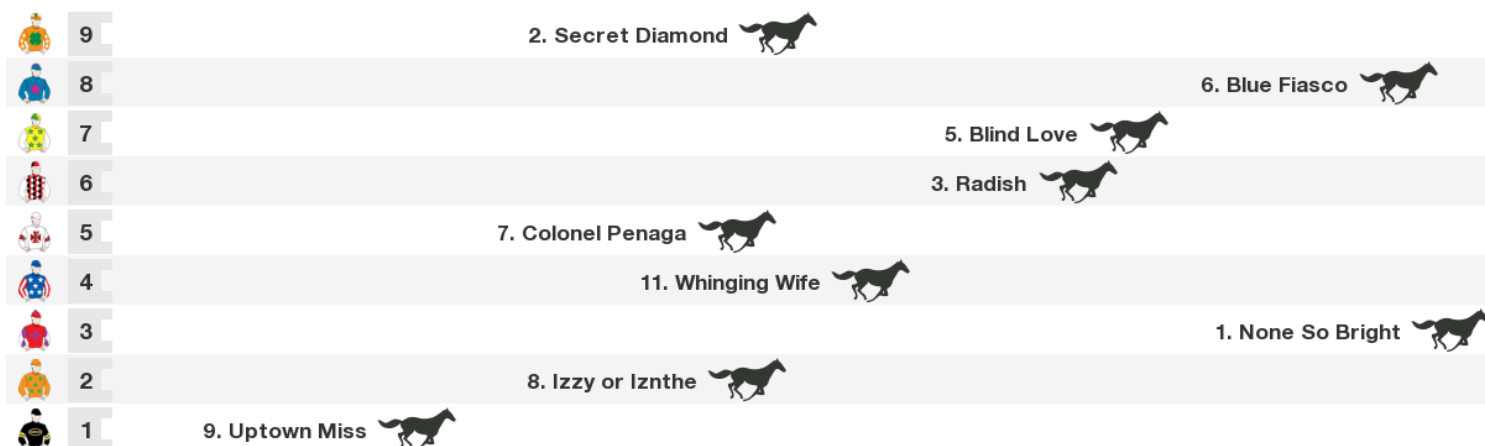 9 2. Secret Diamond
8 6. Blue Fiasco
7 5. Blind Love
6 3. Radish
5 7. Colonel Penaga
4 11. Whinging Wife
3 1. None So Bright
2 8. Izzy or Iznthe
1 9. Uptown Miss